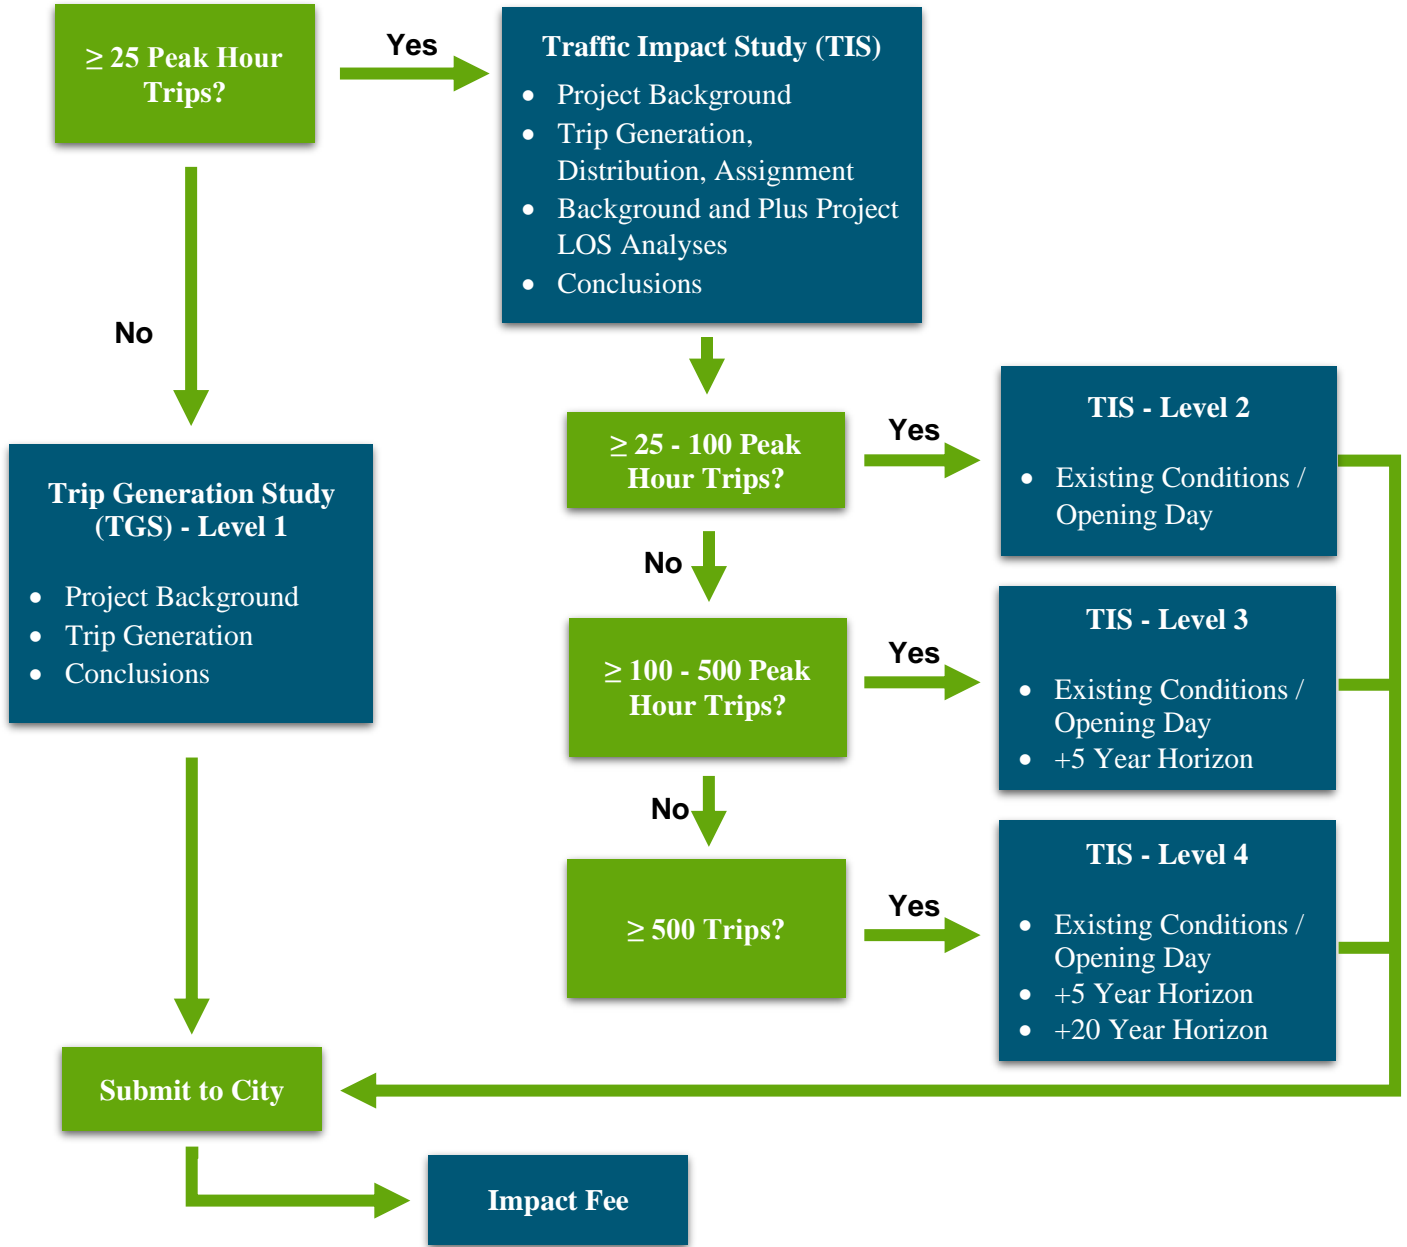 ≥ 25 Peak Hour
Trips?
Yes
Traffic Impact Study (TIS)
• Project Background
• Trip Generation,
Distribution, Assignment
• Background and Plus Project
LOS Analyses
• Conclusions
No
Trip Generation Study
(TGS) - Level 1
• Project Background
• Trip Generation
• Conclusions
≥ 25 - 100 Peak
Hour Trips?
Yes
TIS - Level 2
• Existing Conditions /
Opening Day
No
≥ 100 - 500 Peak
Hour Trips?
Yes
TIS - Level 3
• Existing Conditions /
Opening Day
• +5 Year Horizon
No
≥ 500 Trips?
Yes
TIS - Level 4
• Existing Conditions /
Opening Day
• +5 Year Horizon
• +20 Year Horizon
Submit to City
Impact Fee